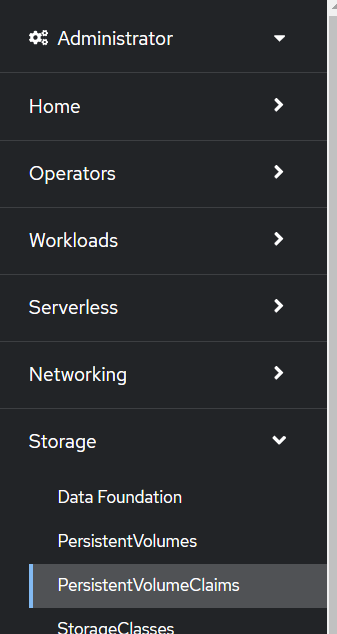 Administrator
Home
Operators
Workloads
Serverless
Networking
Storage
Data Foundation
PersistentVolumes
PersistentVolumeClaims
StorageClasses